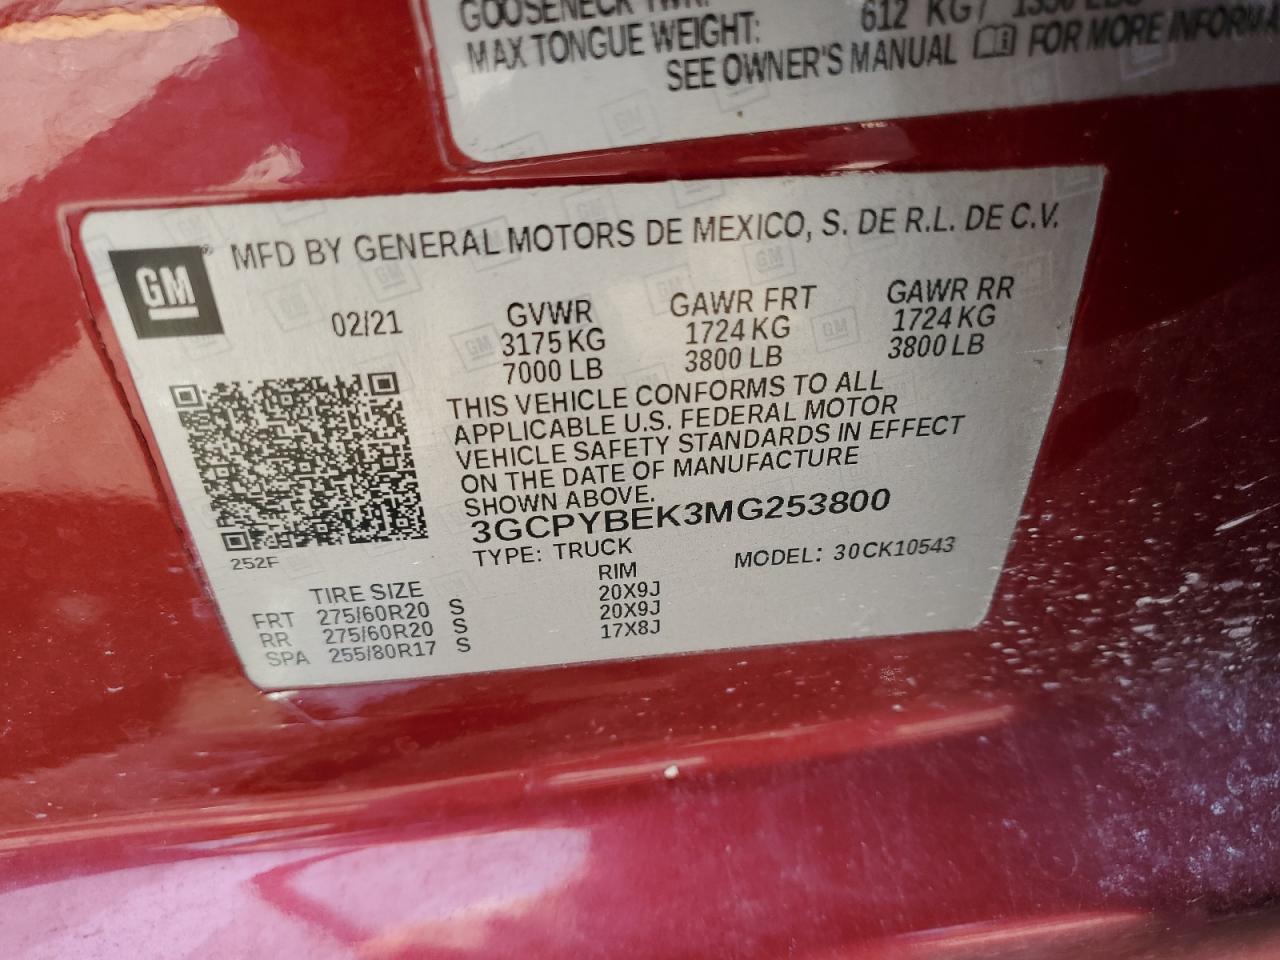 GOOSENECK TWR:
612 KG / 1350 LBS
MAX TONGUE WEIGHT:
SEE OWNER'S MANUAL FOR MORE
GM
MFD BY GENERAL MOTORS DE MEXICO, S. DE R.L. DE C.V.
02/21 GVWR GAWR FRT GAWR RR
3175 KG 1724 KG 1724 KG
7000 LB 3800 LB 3800 LB
THIS VEHICLE CONFORMS TO ALL
APPLICABLE U.S. FEDERAL MOTOR
VEHICLE SAFETY STANDARDS IN EFFECT
ON THE DATE OF MANUFACTURE
SHOWN ABOVE.
3GCPYBEK3MG253800
TYPE: TRUCK MODEL: 30CK10543
252F
TIRE SIZE RIM
FRT 275/60R20 S 20X9J
RR 275/60R20 S 20X9J
SPA 255/80R17 S 17X8J